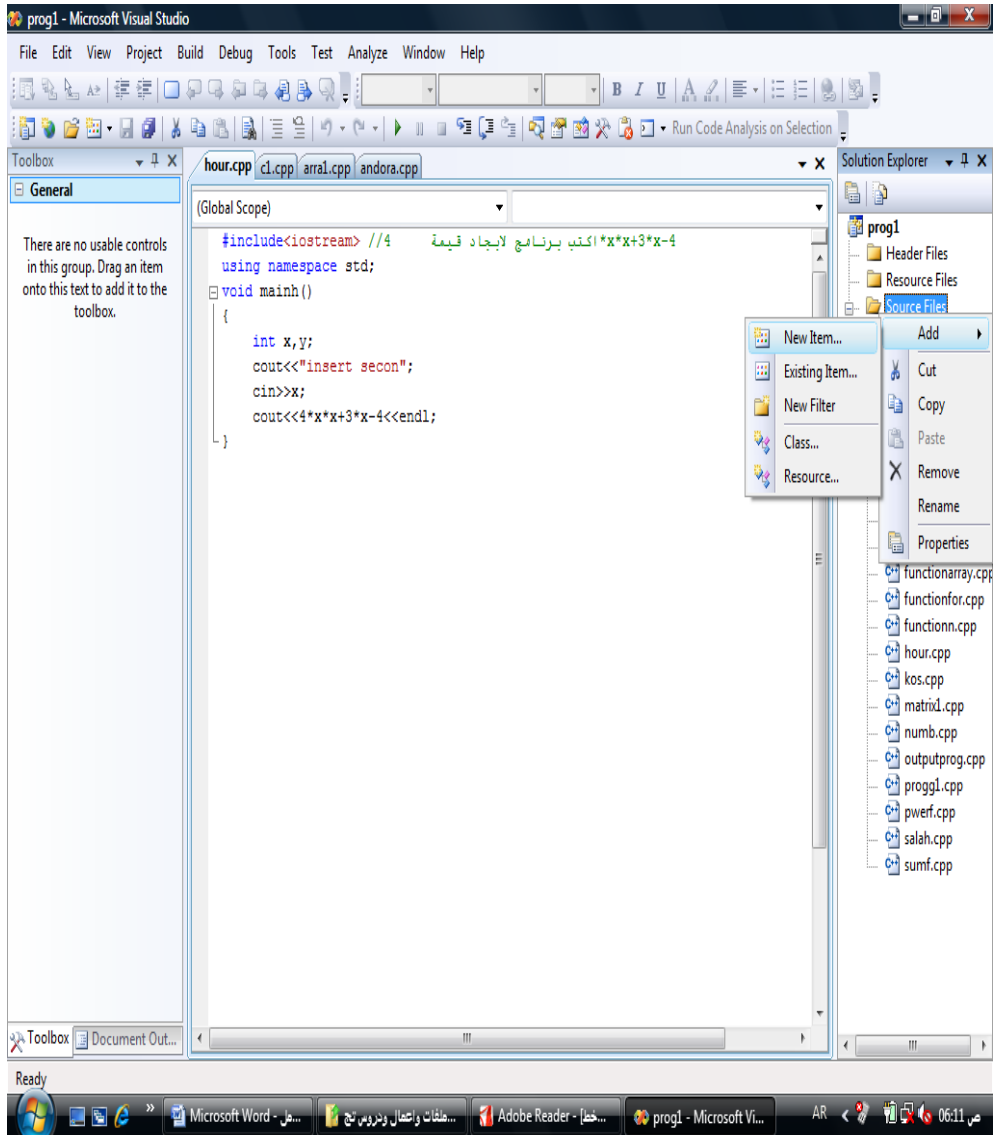 prog1 - Microsoft Visual Studio
File Edit View Project Build Debug Tools Test Analyze Window Help
B I U
Run Code Analysis on Selection
Toolbox
General
There are no usable controls
in this group. Drag an item
onto this text to add it to the
toolbox.
Toolbox Document Out...
hour.cpp c1.cpp arra1.cpp andora.cpp
(Global Scope)
#include<iostream> //4 اكتب برنامج لايجاد قيمة*x*x+3*x-4
using namespace std;
void mainh()
{
int x,y;
cout<<"insert secon";
cin>>x;
cout<<4*x*x+3*x-4<<endl;
}
Solution Explorer
prog1
Header Files
Resource Files
Source Files
New Item...
Existing Item...
New Filter
Class...
Resource...
Add
Cut
Copy
Paste
Remove
Rename
Properties
functionarray.cpp
functionfor.cpp
functionn.cpp
hour.cpp
kos.cpp
matrix1.cpp
numb.cpp
outputprog.cpp
progg1.cpp
pwerf.cpp
salah.cpp
sumf.cpp
Ready
Microsoft Word - هل...
ملفات واعمال ودروس تج...
Adobe Reader - [خط...
prog1 - Microsoft Vi...
AR
06:11 ص